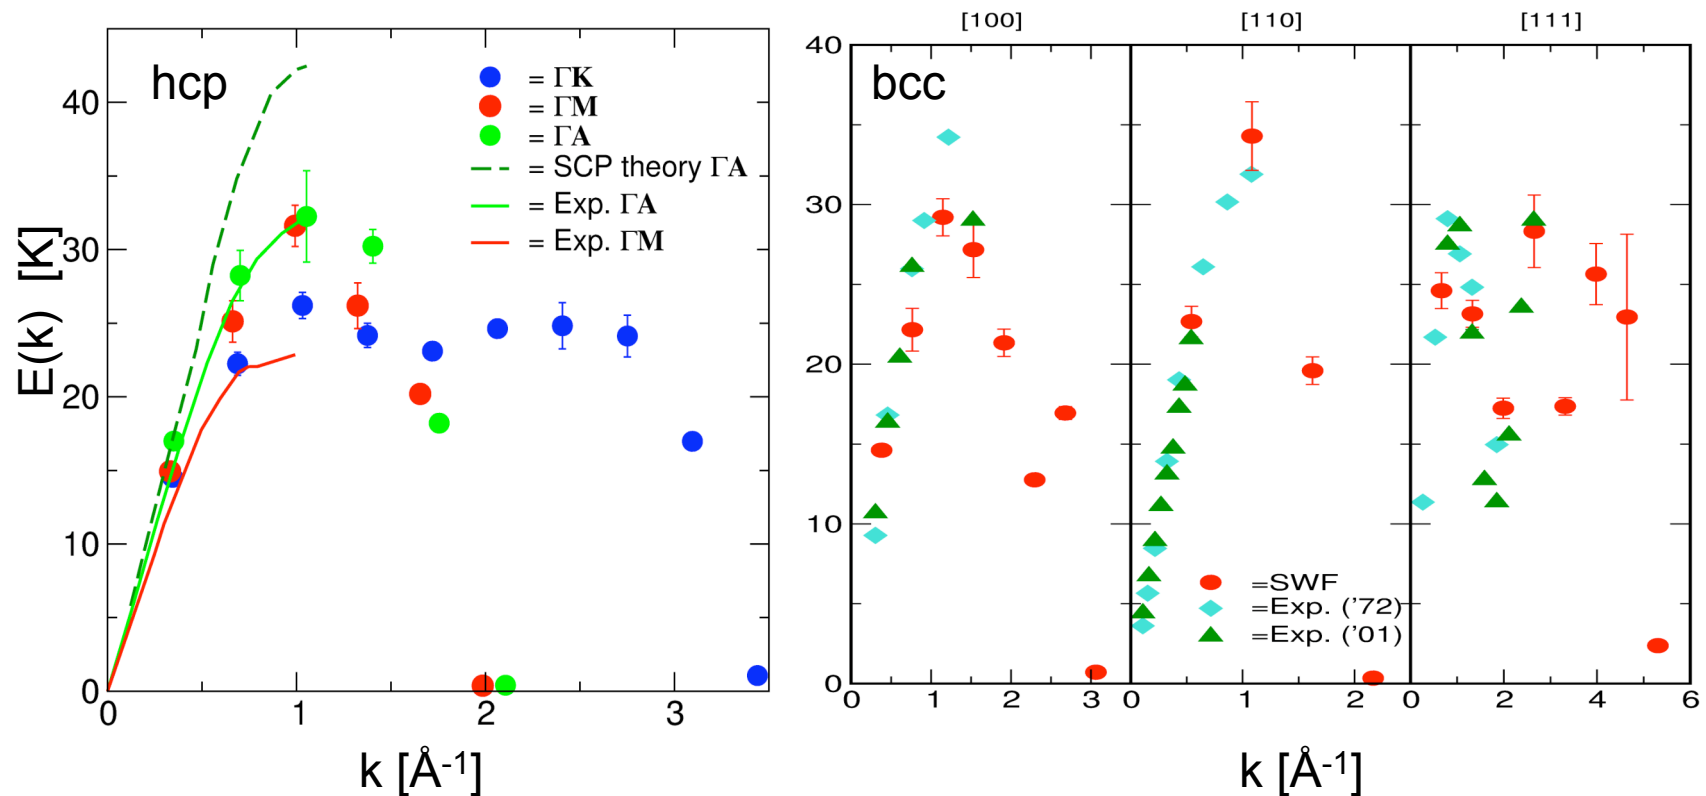 hcp
= ΓK
= ΓM
= ΓA
= SCP theory ΓA
= Exp. ΓA
= Exp. ΓM
E(k) [K]
40
30
20
10
0
0 1 2 3
k [Å-1]
[100] [110] [111]
bcc
40
30
20
10
0
=SWF
=Exp. ('72)
=Exp. ('01)
0 1 2 3 0 1 2 0 2 4 6
k [Å-1]